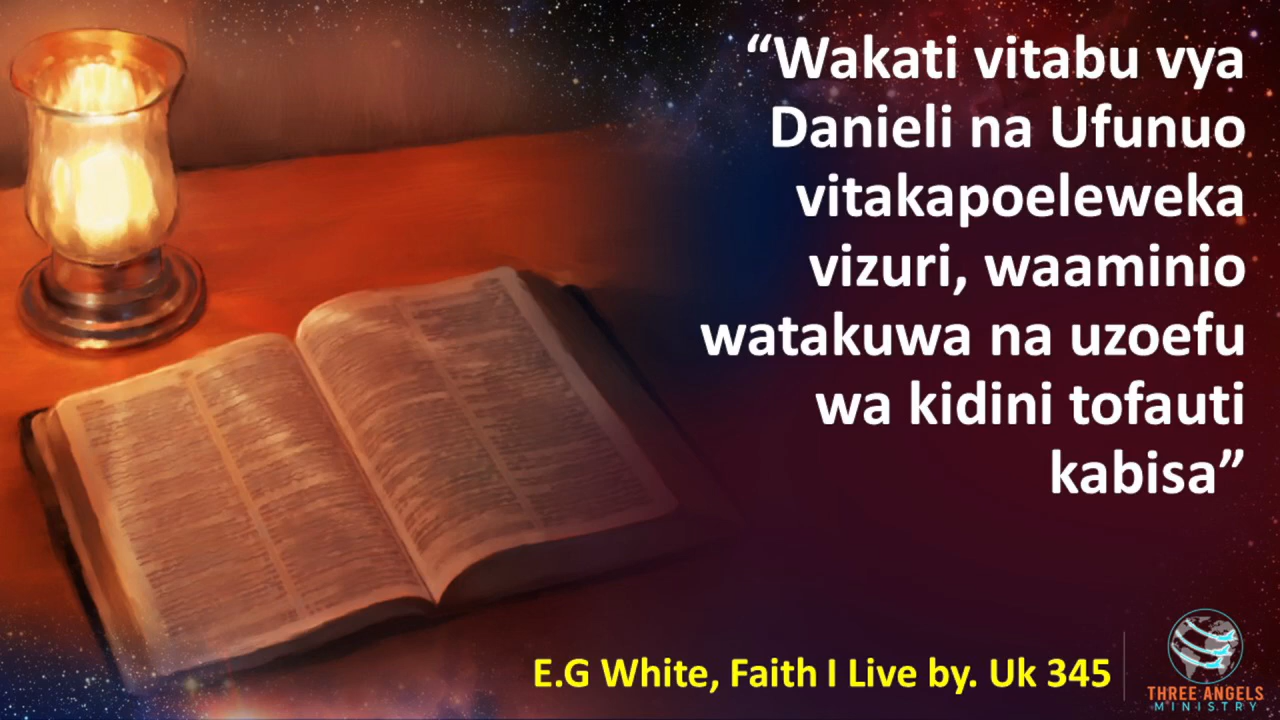 “Wakati vitabu vya
Danieli na Ufunuo
vitakapoeleweka
vizuri, waaminio
watakuwa na uzoefu
wa kidini tofauti
kabisa”
E.G White, Faith I Live by. Uk 345
THREE ANGELS
MINISTRY